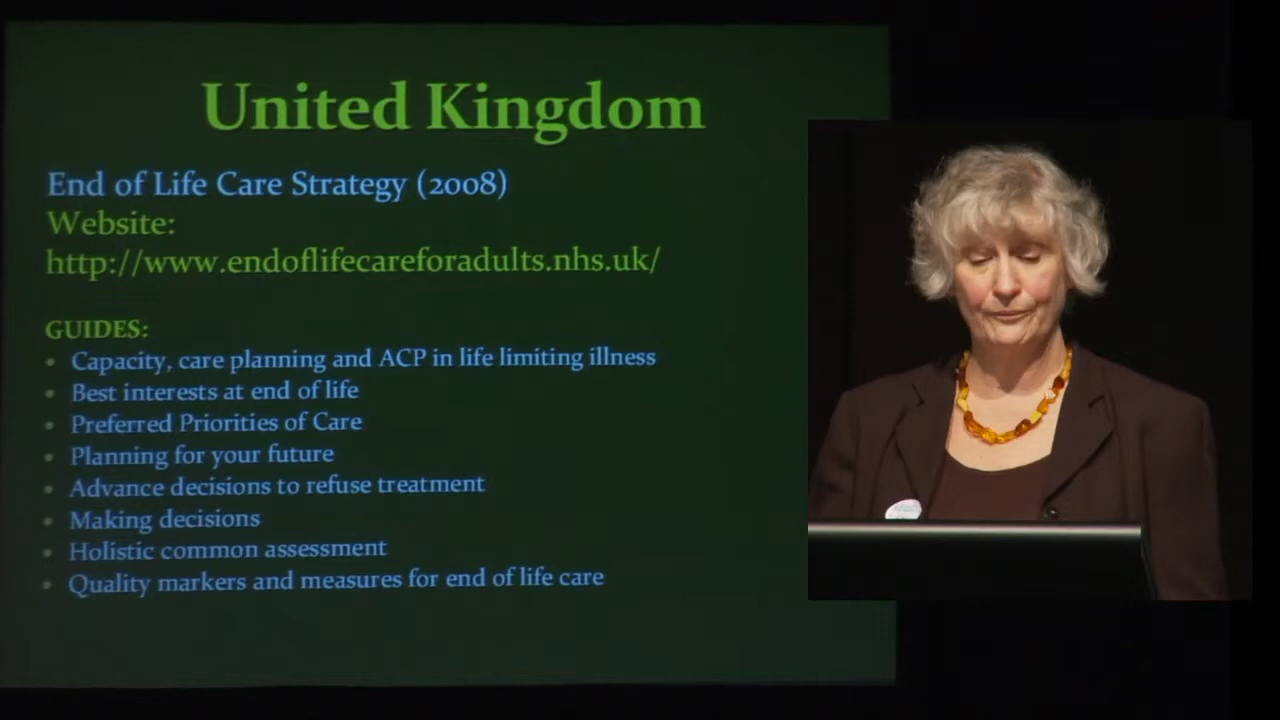 United Kingdom
End of Life Care Strategy (2008)
Website:
http://www.endoflifecareforadults.nhs.uk/
GUIDES:
• Capacity, care planning and ACP in life limiting illness
• Best interests at end of life
• Preferred Priorities of Care
• Planning for your future
• Advance decisions to refuse treatment
• Making decisions
• Holistic common assessment
• Quality markers and measures for end of life care